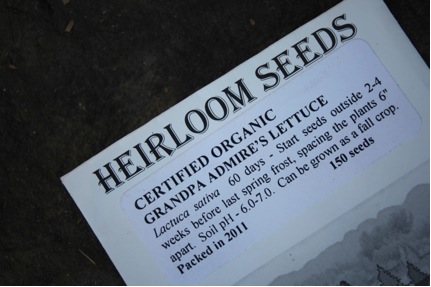 HEIRLOOM SEEDS
CERTIFIED ORGANIC
GRANDPA ADMIRE'S LETTUCE
Lactuca sativa 60 days - Start seeds outside 2-4
weeks before last spring frost, spacing the plants 6"
apart. Soil pH - 6.0-7.0. Can be grown as a fall crop.
Packed in 2011 150 seeds